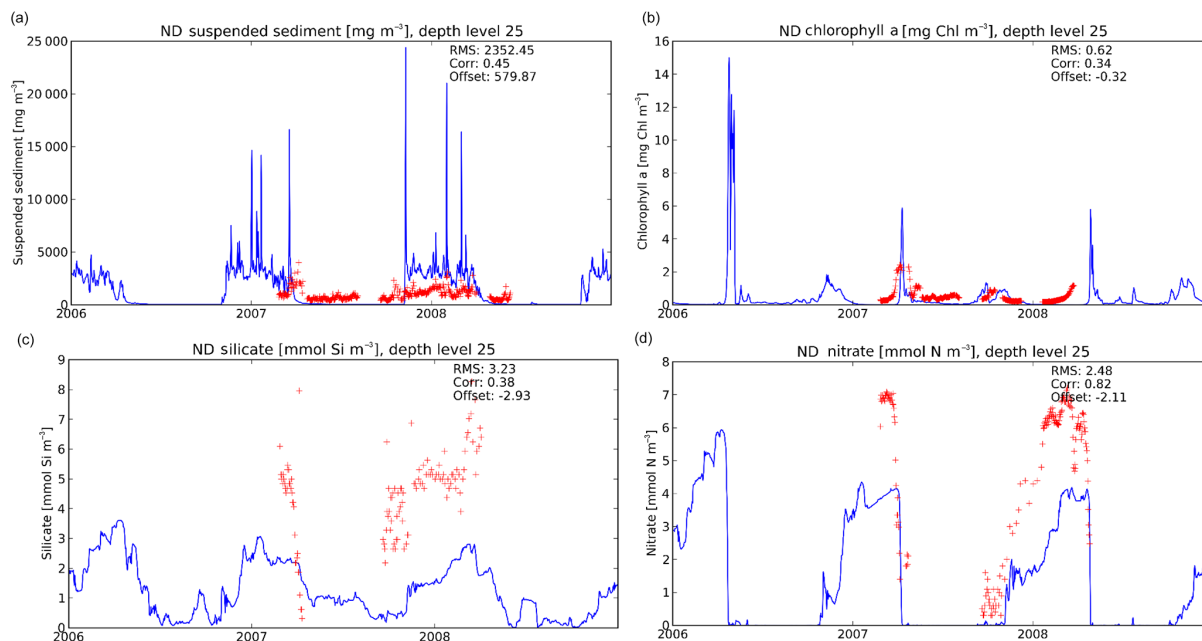 (a)
ND suspended sediment [mg m⁻³], depth level 25
RMS: 2352.45
Corr: 0.45
Offset: 579.87
Suspended sediment [mg m⁻³]
25 000
20 000
15 000
10 000
5000
0
2006 2007 2008
(b)
ND chlorophyll a [mg Chl m⁻³], depth level 25
RMS: 0.62
Corr: 0.34
Offset: -0.32
Chlorophyll a [mg Chl m⁻³]
16
14
12
10
8
6
4
2
0
2006 2007 2008
(c)
ND silicate [mmol Si m⁻³], depth level 25
RMS: 3.23
Corr: 0.38
Offset: -2.93
Silicate [mmol Si m⁻³]
9
8
7
6
5
4
3
2
1
0
2006 2007 2008
(d)
ND nitrate [mmol N m⁻³], depth level 25
RMS: 2.48
Corr: 0.82
Offset: -2.11
Nitrate [mmol N m⁻³]
8
7
6
5
4
3
2
1
0
2006 2007 2008